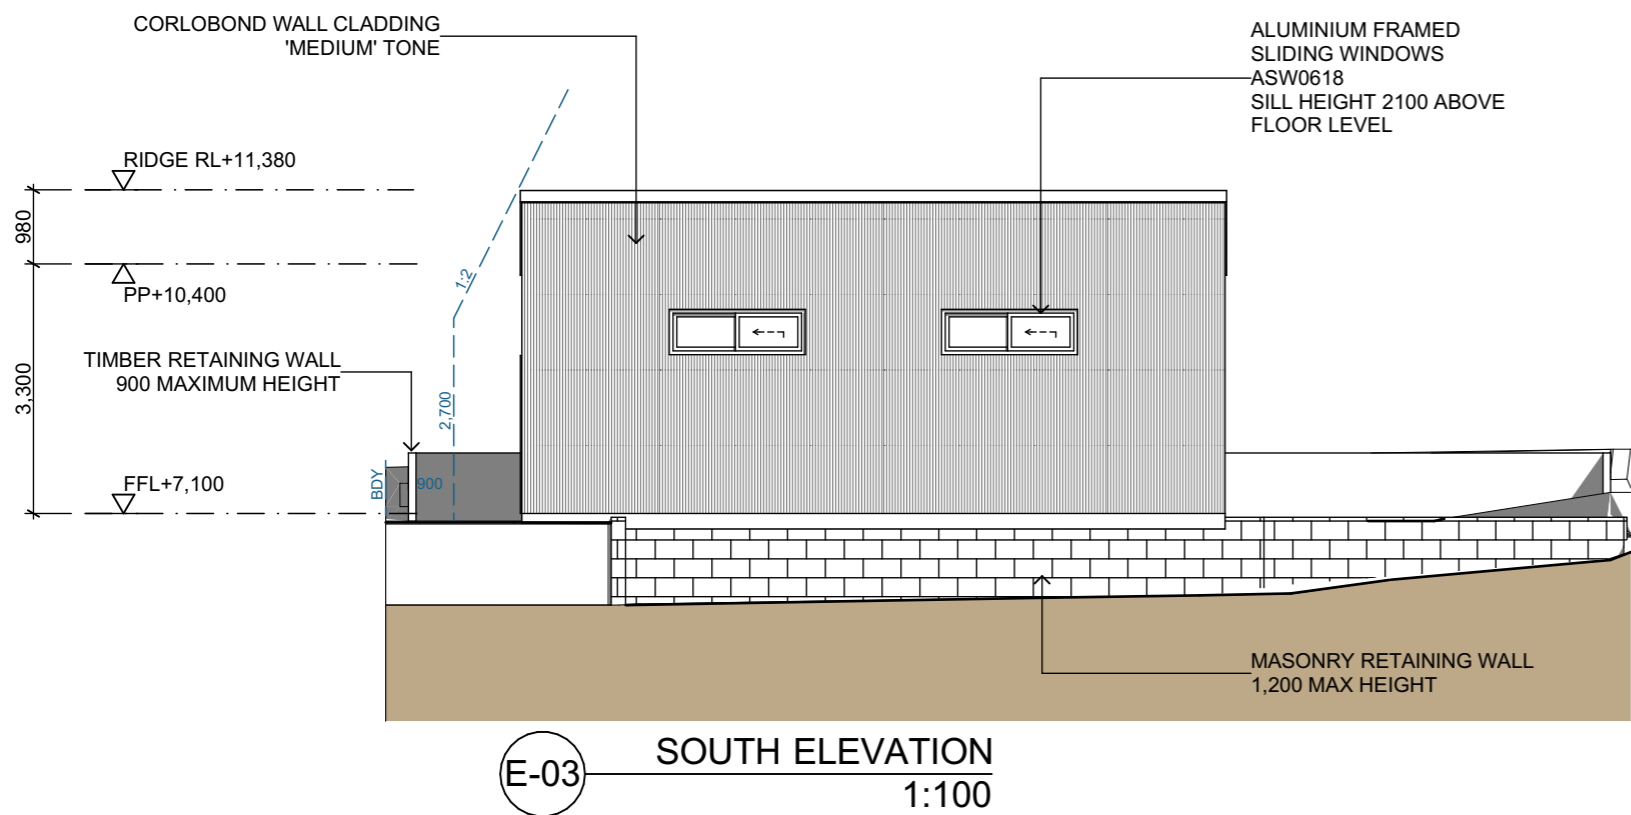 CORLOBOND WALL CLADDING
'MEDIUM' TONE
ALUMINIUM FRAMED
SLIDING WINDOWS
ASW0618
SILL HEIGHT 2100 ABOVE
FLOOR LEVEL
RIDGE RL+11,380
980
PP+10,400
1:2
TIMBER RETAINING WALL
900 MAXIMUM HEIGHT
3,300
2,700
FFL+7,100
BDY
900
MASONRY RETAINING WALL
1,200 MAX HEIGHT
E-03
SOUTH ELEVATION
1:100